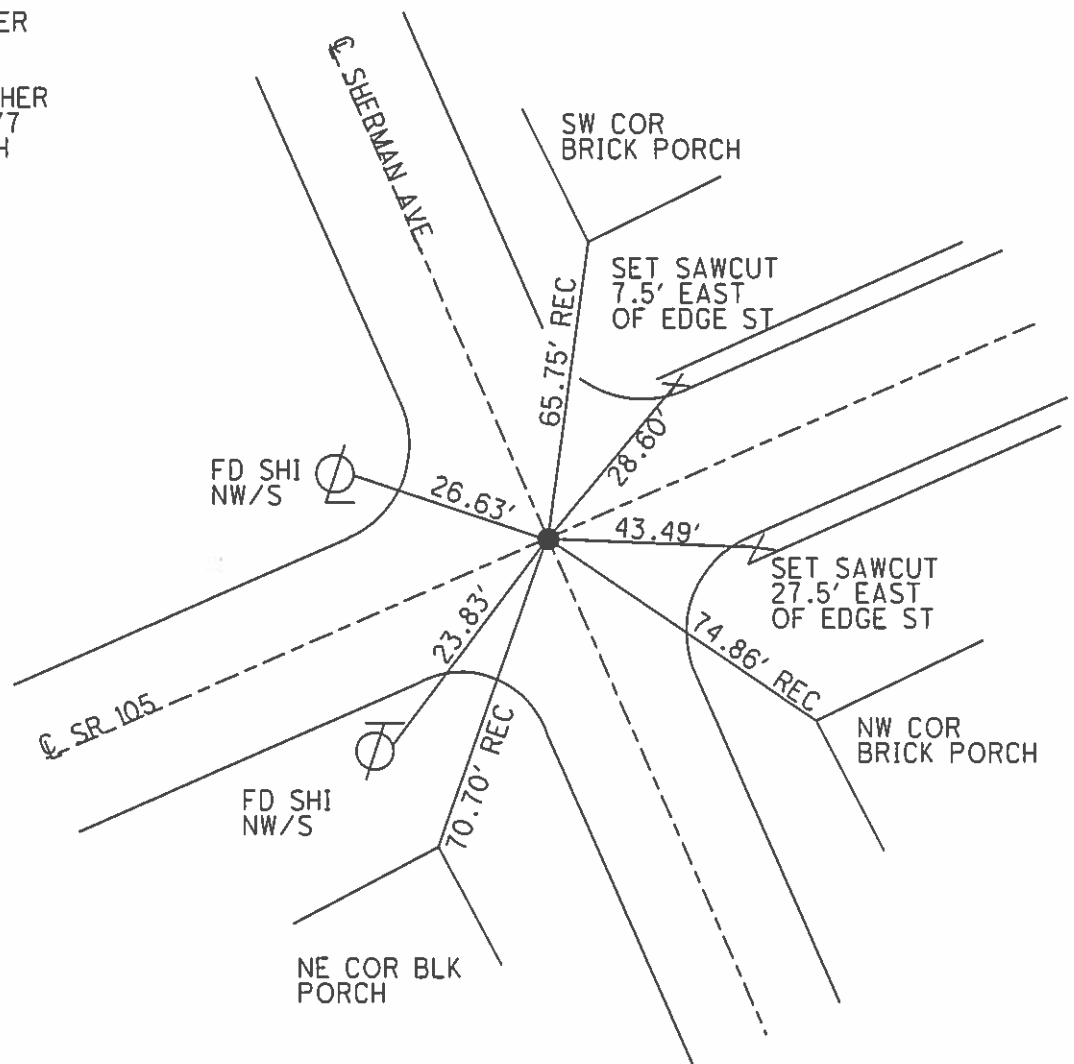 ER
HER
77
H
℄ SHERMAN AVE
SW COR
BRICK PORCH
SET SAWCUT
7.5' EAST
OF EDGE ST
65.75' REC
28.60'
FD SHI
NW/S
26.63'
43.49'
SET SAWCUT
27.5' EAST
OF EDGE ST
23.83'
74.86' REC
℄ SR 105
70.70' REC
NW COR
BRICK PORCH
FD SHI
NW/S
NE COR BLK
PORCH